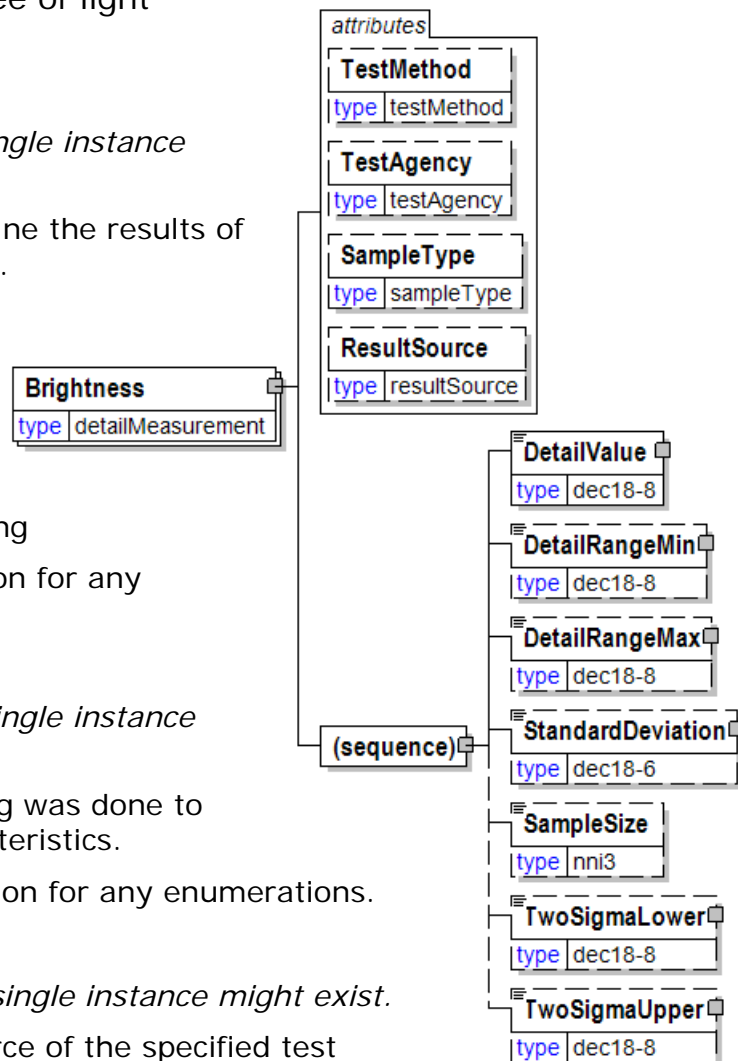 ee of light
ngle instance
ine the results of
.
ng
on for any
ingle instance
g was done to
teristics.
on for any enumerations.
single instance might exist.
rce of the specified test
attributes
TestMethod
type testMethod
TestAgency
type testAgency
SampleType
type sampleType
ResultSource
type resultSource
Brightness
type detailMeasurement
(sequence)
DetailValue
type dec18-8
DetailRangeMin
type dec18-8
DetailRangeMax
type dec18-8
StandardDeviation
type dec18-6
SampleSize
type nni3
TwoSigmaLower
type dec18-8
TwoSigmaUpper
type dec18-8